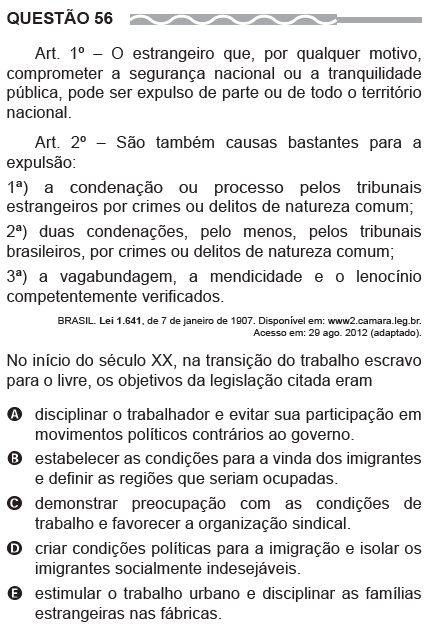 QUESTÃO 56
Art. 1º – O estrangeiro que, por qualquer motivo,
comprometer a segurança nacional ou a tranquilidade
pública, pode ser expulso de parte ou de todo o território
nacional.
Art. 2º – São também causas bastantes para a
expulsão:
1ª) a condenação ou processo pelos tribunais
estrangeiros por crimes ou delitos de natureza comum;
2ª) duas condenações, pelo menos, pelos tribunais
brasileiros, por crimes ou delitos de natureza comum;
3ª) a vagabundagem, a mendicidade e o lenocínio
competentemente verificados.
BRASIL. Lei 1.641, de 7 de janeiro de 1907. Disponível em: www2.camara.leg.br.
Acesso em: 29 ago. 2012 (adaptado).
No início do século XX, na transição do trabalho escravo
para o livre, os objetivos da legislação citada eram
A disciplinar o trabalhador e evitar sua participação em
movimentos políticos contrários ao governo.
B estabelecer as condições para a vinda dos imigrantes
e definir as regiões que seriam ocupadas.
C demonstrar preocupação com as condições de
trabalho e favorecer a organização sindical.
D criar condições políticas para a imigração e isolar os
imigrantes socialmente indesejáveis.
E estimular o trabalho urbano e disciplinar as famílias
estrangeiras nas fábricas.